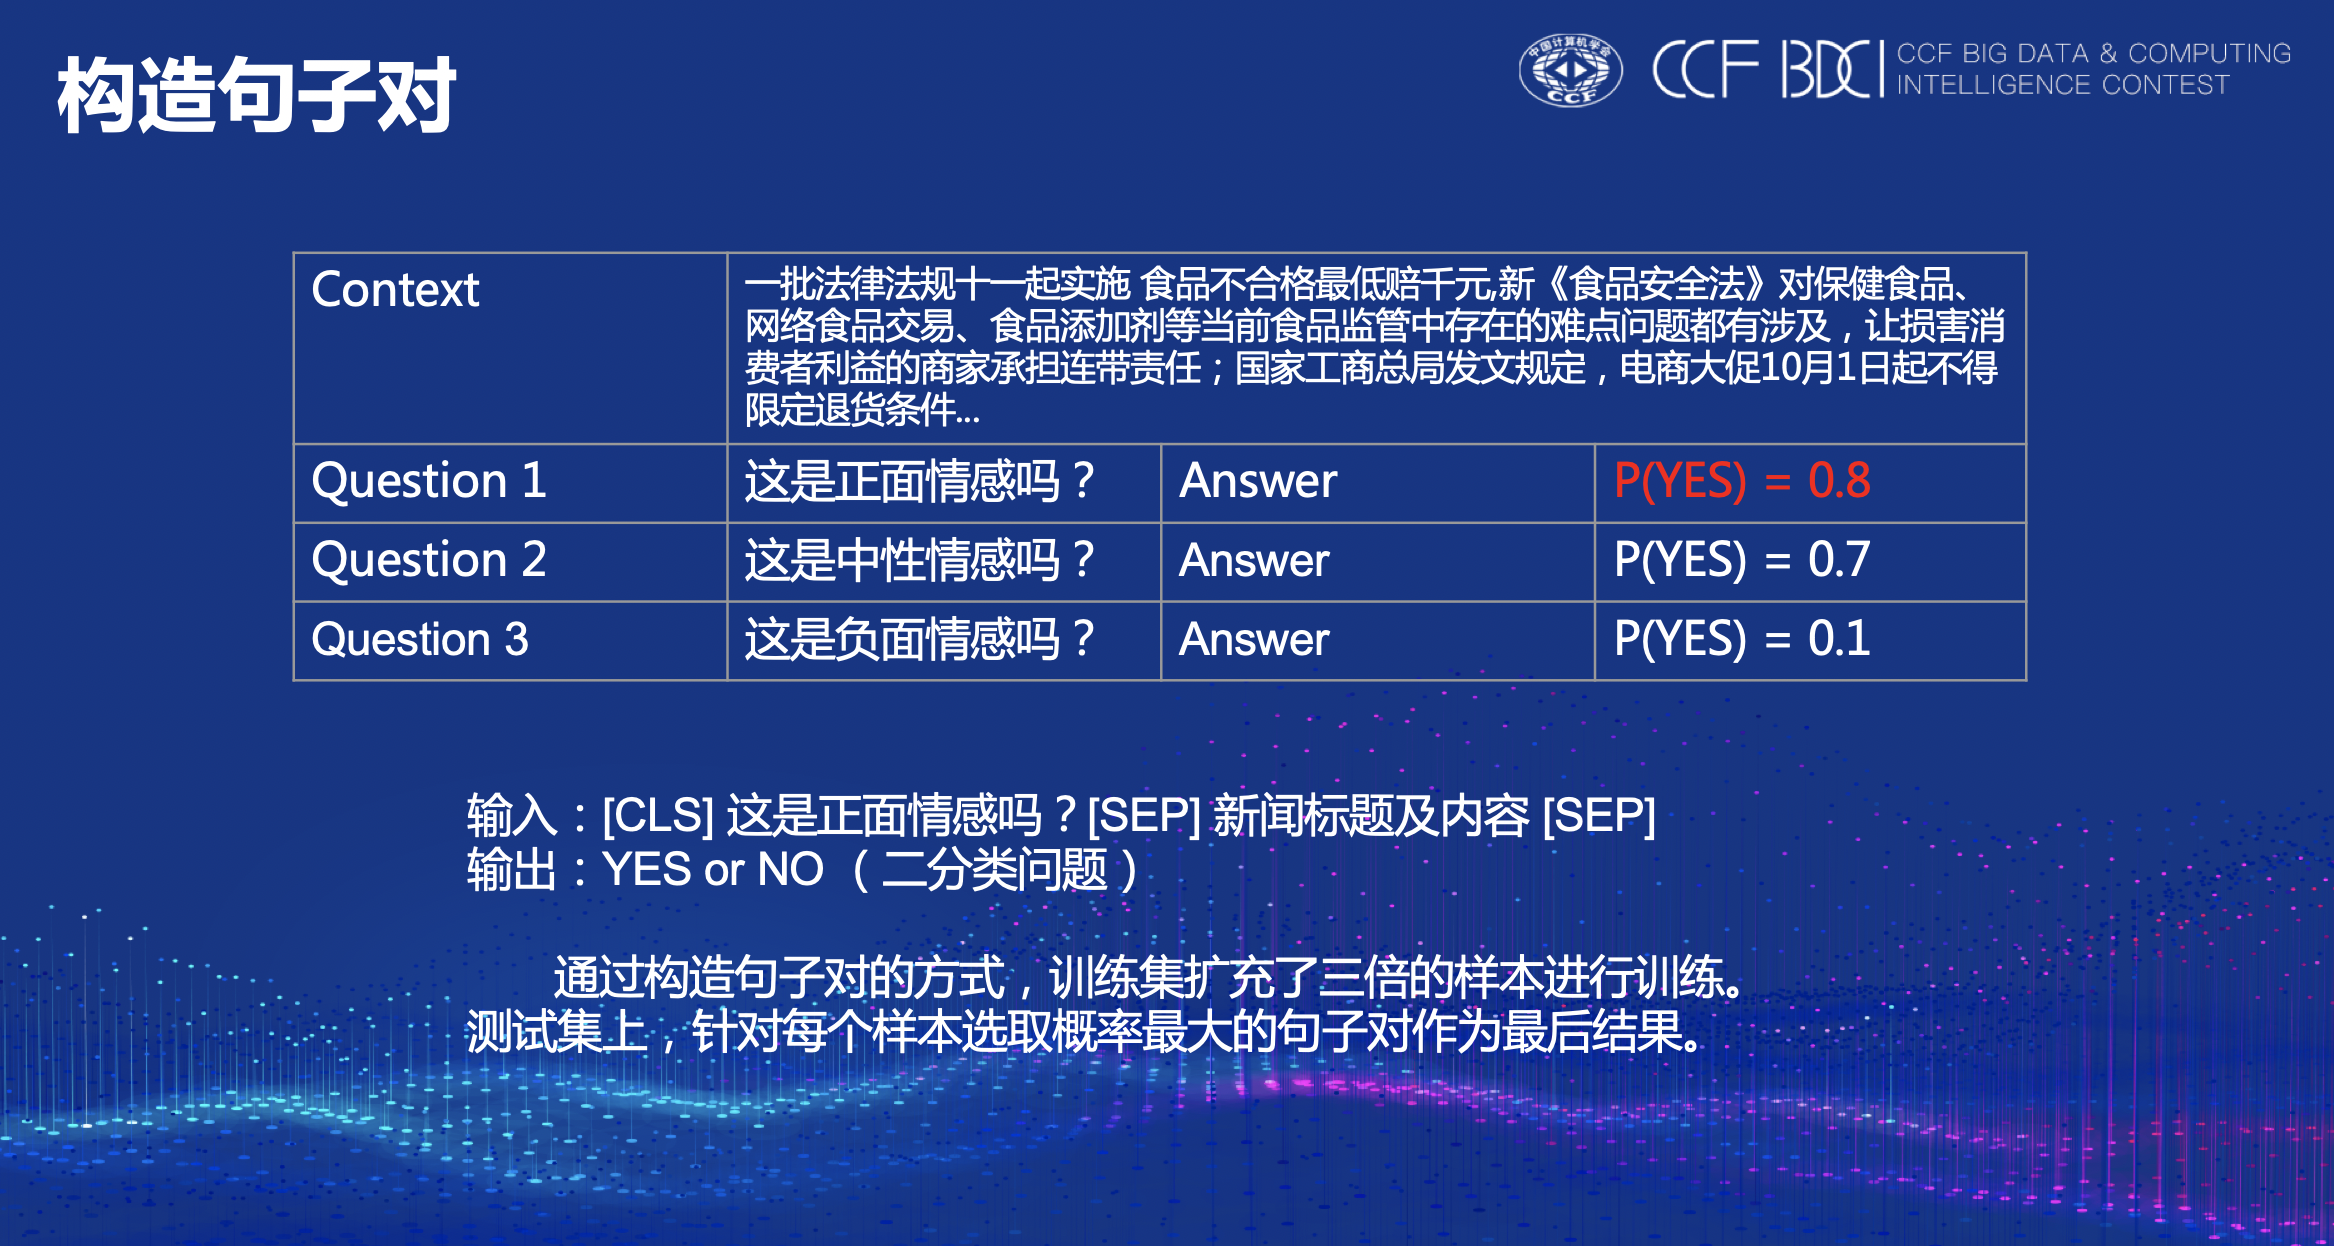 构造句子对
中国计算机学会
CCF
CCF BDCI
CCF BIG DATA & COMPUTING
INTELLIGENCE CONTEST
Context
一批法律法规十一起实施 食品不合格最低赔千元,新《食品安全法》对保健食品、
网络食品交易、食品添加剂等当前食品监管中存在的难点问题都有涉及，让损害消
费者利益的商家承担连带责任；国家工商总局发文规定，电商大促10月1日起不得
限定退货条件...
Question 1 这是正面情感吗？ Answer P(YES) = 0.8
Question 2 这是中性情感吗？ Answer P(YES) = 0.7
Question 3 这是负面情感吗？ Answer P(YES) = 0.1
输入：[CLS] 这是正面情感吗？[SEP] 新闻标题及内容 [SEP]
输出：YES or NO （二分类问题）
通过构造句子对的方式，训练集扩充了三倍的样本进行训练。
测试集上，针对每个样本选取概率最大的句子对作为最后结果。